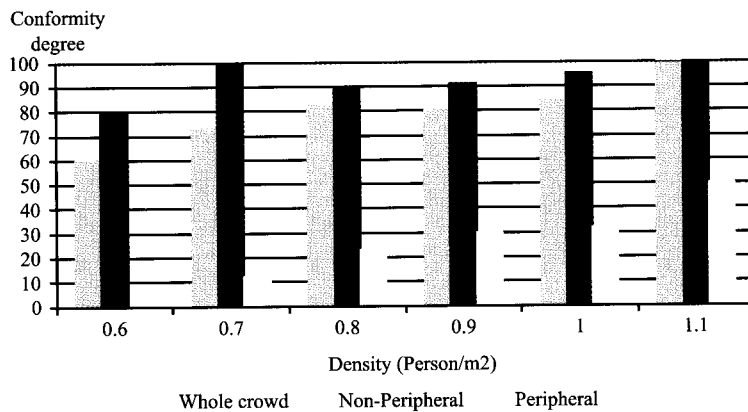 Conformity
degree
100
90
80
70
60
50
40
30
20
10
0
0.6 0.7 0.8 0.9 1 1.1
Density (Person/m2)
Whole crowd Non-Peripheral Peripheral